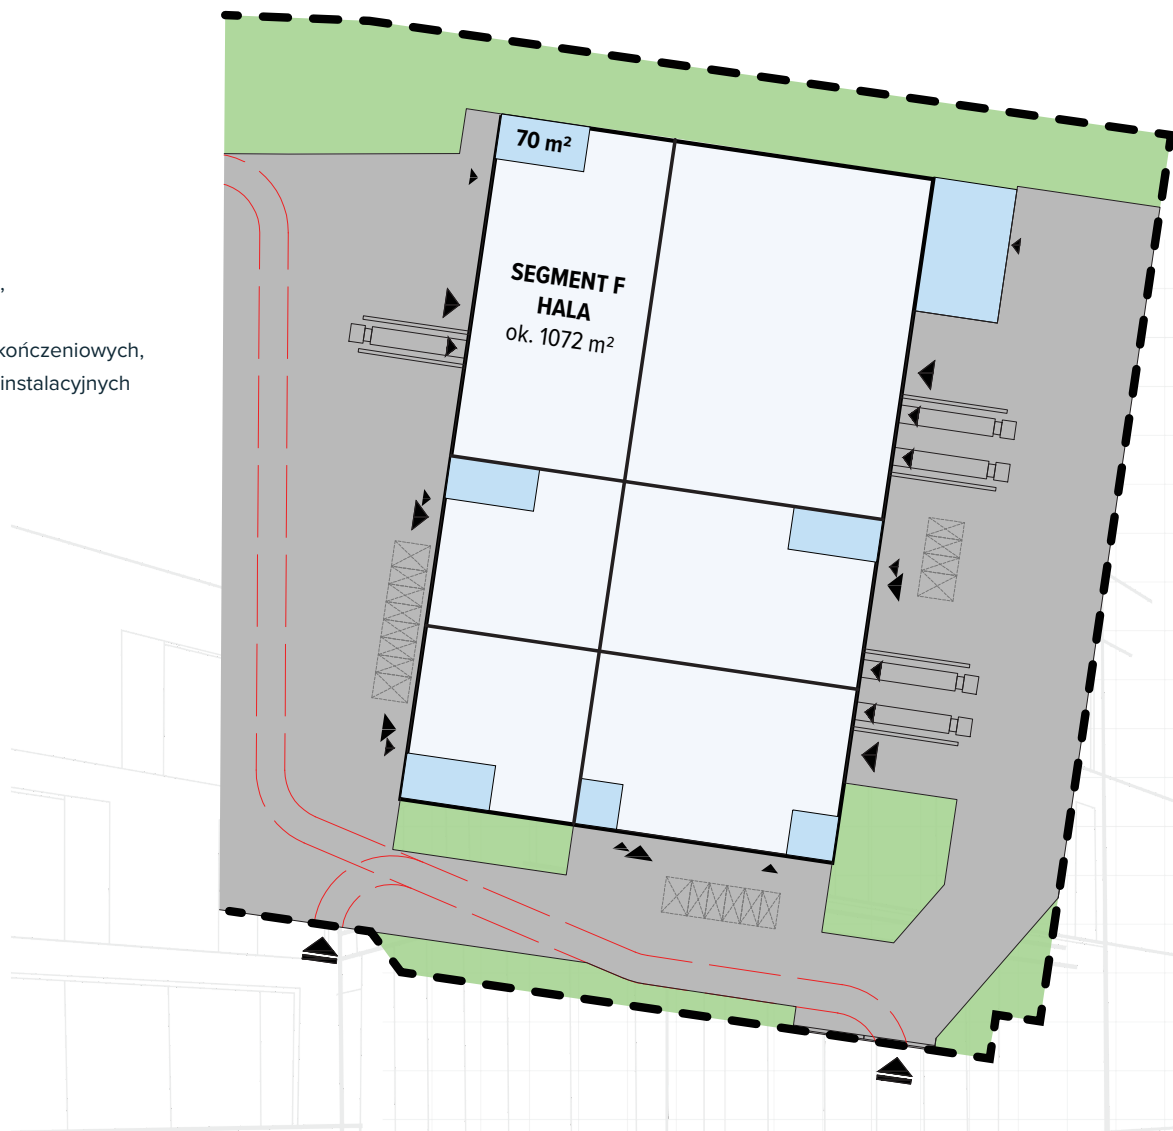 70 m²
SEGMENT F
HALA
ok. 1072 m²
,
kończeniowych,
instalacyjnych